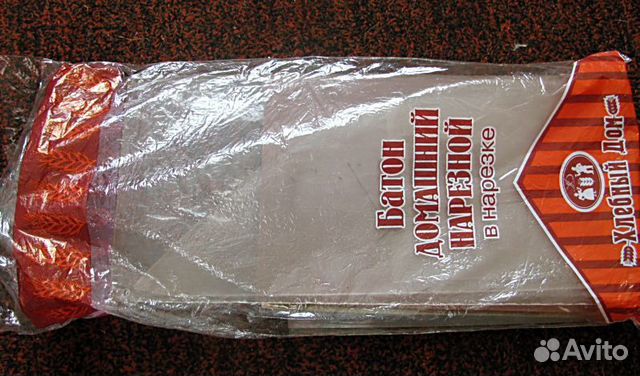 Батон
ДОМАШНИЙ
НАРЕЗНОЙ
в нарезке
Хлебный Дон
Avito